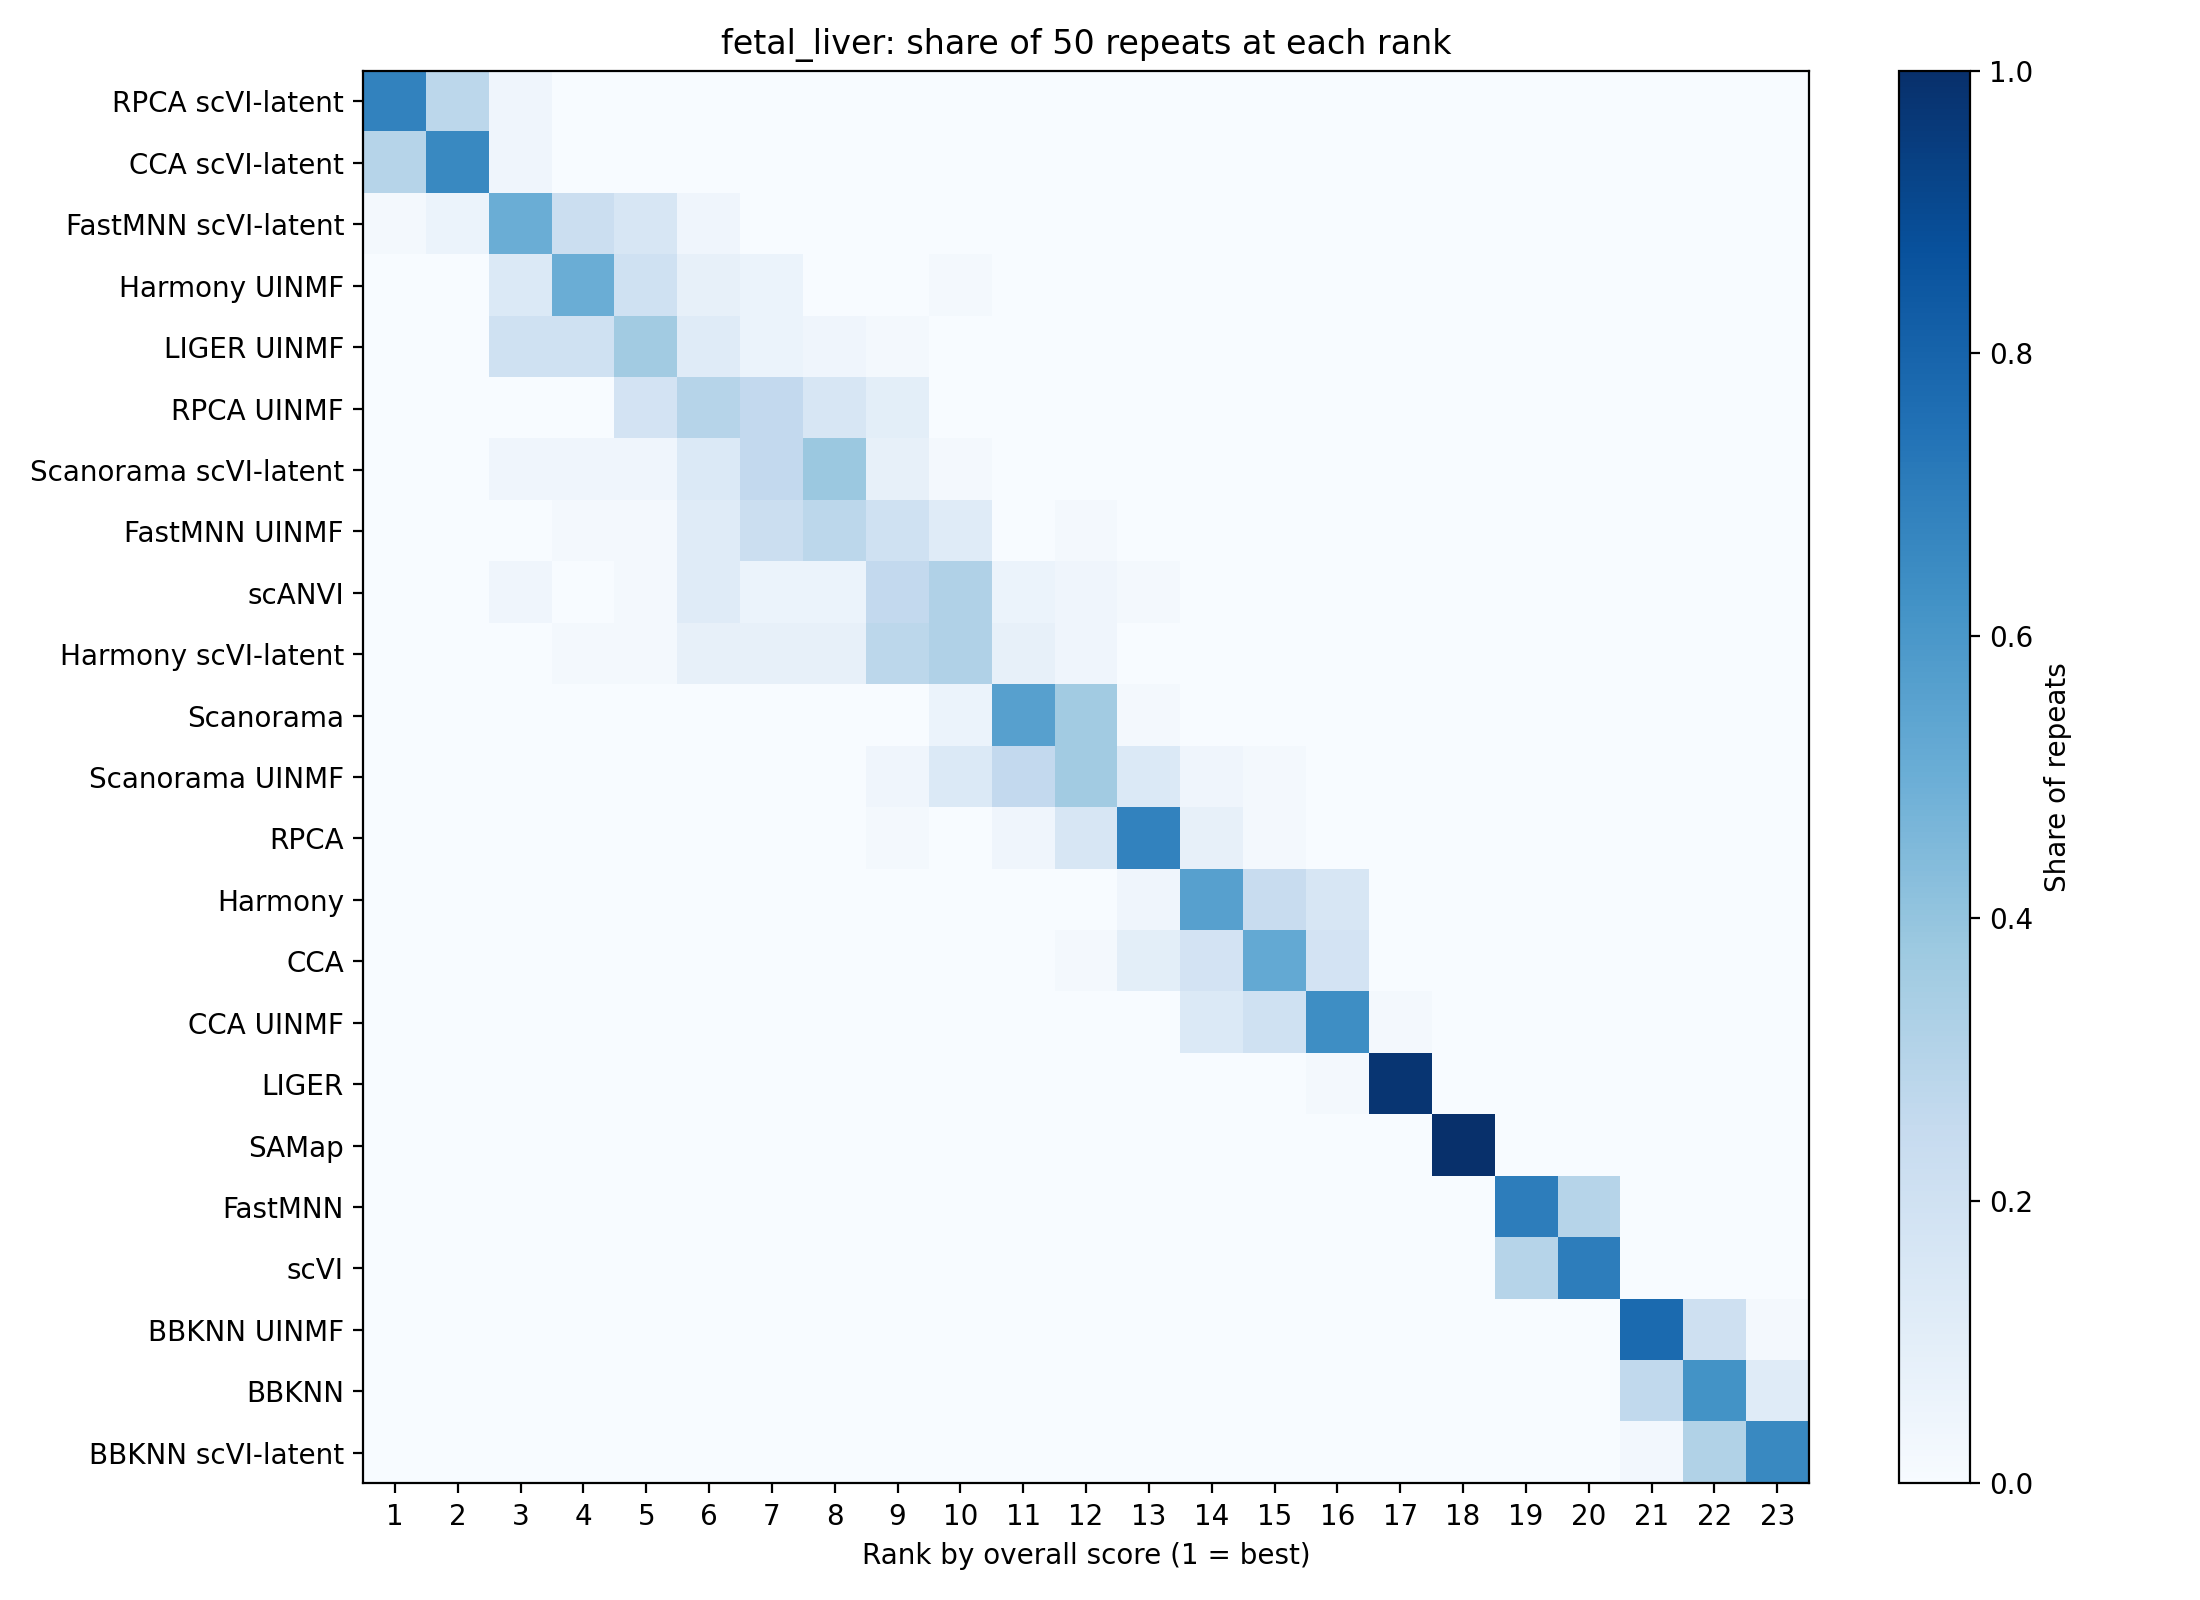 fetal_liver: share of 50 repeats at each rank
RPCA scVI-latent
CCA scVI-latent
FastMNN scVI-latent
Harmony UINMF
LIGER UINMF
RPCA UINMF
Scanorama scVI-latent
FastMNN UINMF
scANVI
Harmony scVI-latent
Scanorama
Scanorama UINMF
RPCA
Harmony
CCA
CCA UINMF
LIGER
SAMap
FastMNN
scVI
BBKNN UINMF
BBKNN
BBKNN scVI-latent
1 2 3 4 5 6 7 8 9 10 11 12 13 14 15 16 17 18 19 20 21 22 23
Rank by overall score (1 = best)
1.0
0.8
0.6
0.4
0.2
0.0
Share of repeats